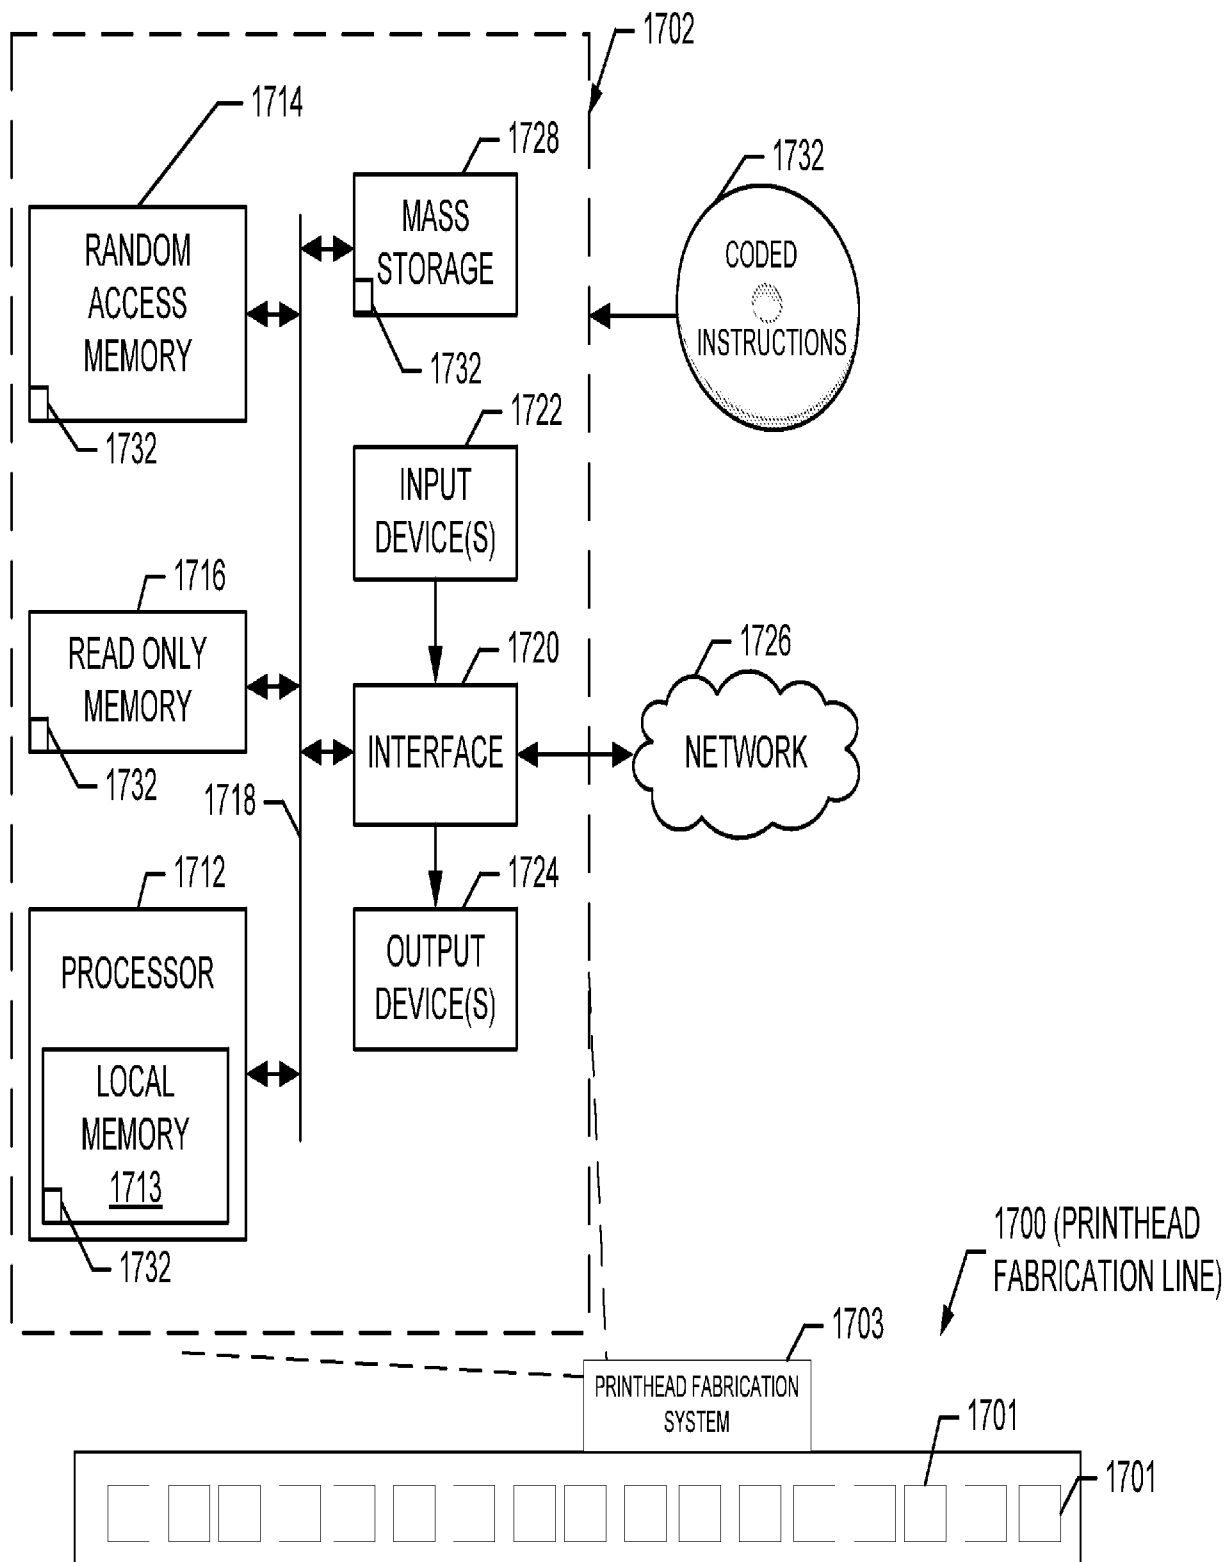 1702
1714
1728
1732
RANDOM
ACCESS
MEMORY
MASS
STORAGE
CODED
INSTRUCTIONS
1732
1732
1722
INPUT
DEVICE(S)
1716
READ ONLY
MEMORY
1732
1720
INTERFACE
1726
NETWORK
1718
1712
PROCESSOR
LOCAL
MEMORY
1713
1732
1724
OUTPUT
DEVICE(S)
1700 (PRINTHEAD
FABRICATION LINE)
1703
PRINTHEAD FABRICATION
SYSTEM
1701
1701